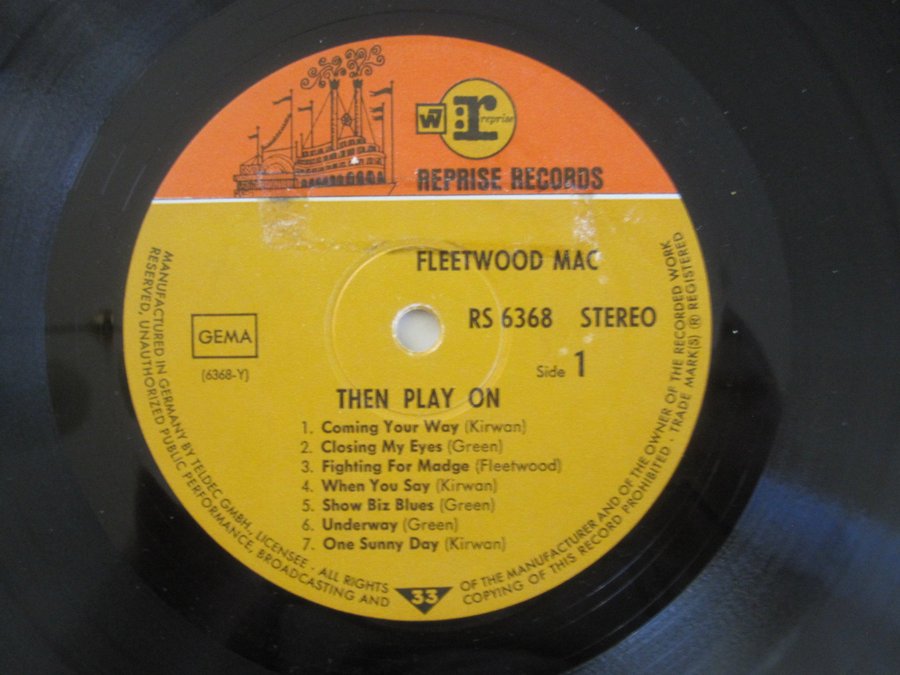 W r reprise
REPRISE RECORDS
FLEETWOOD MAC
RS 6368 STEREO
GEMA
(6368-Y)
Side 1
THEN PLAY ON
1. Coming Your Way (Kirwan)
2. Closing My Eyes (Green)
3. Fighting For Madge (Fleetwood)
4. When You Say (Kirwan)
5. Show Biz Blues (Green)
6. Underway (Green)
7. One Sunny Day (Kirwan)
33
MANUFACTURED IN GERMANY BY TELDEC GMBH., LICENSEE · ALL RIGHTS OF THE MANUFACTURER AND OF THE OWNER OF THE RECORDED WORK
RESERVED, UNAUTHORIZED PUBLIC PERFORMANCE, BROADCASTING AND COPYING OF THIS RECORD PROHIBITED · TRADE MARK(S) (R) REGISTERED